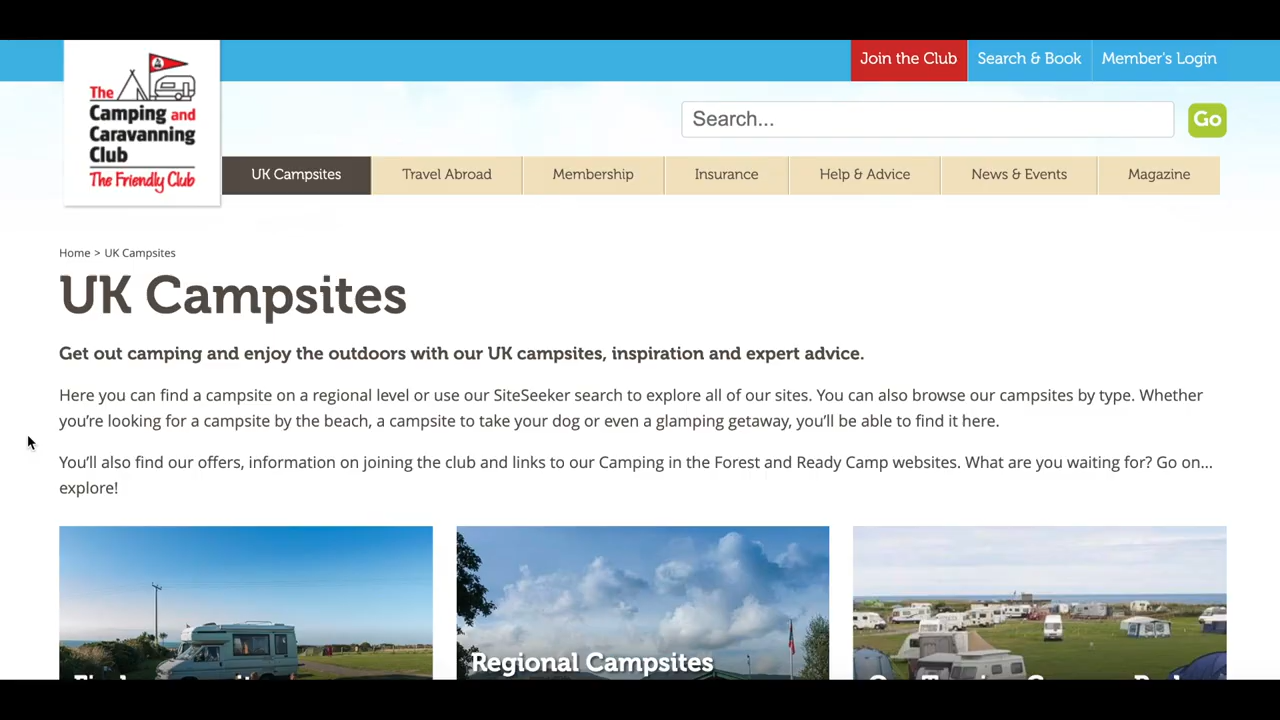 Join the Club
Search & Book
Member's Login
The
Camping and
Caravanning
Club
The Friendly Club
Search...
Go
UK Campsites
Travel Abroad
Membership
Insurance
Help & Advice
News & Events
Magazine
Home > UK Campsites
UK Campsites
Get out camping and enjoy the outdoors with our UK campsites, inspiration and expert advice.
Here you can find a campsite on a regional level or use our SiteSeeker search to explore all of our sites. You can also browse our campsites by type. Whether
you’re looking for a campsite by the beach, a campsite to take your dog or even a glamping getaway, you’ll be able to find it here.
You’ll also find our offers, information on joining the club and links to our Camping in the Forest and Ready Camp websites. What are you waiting for? Go on...
explore!
Regional Campsites